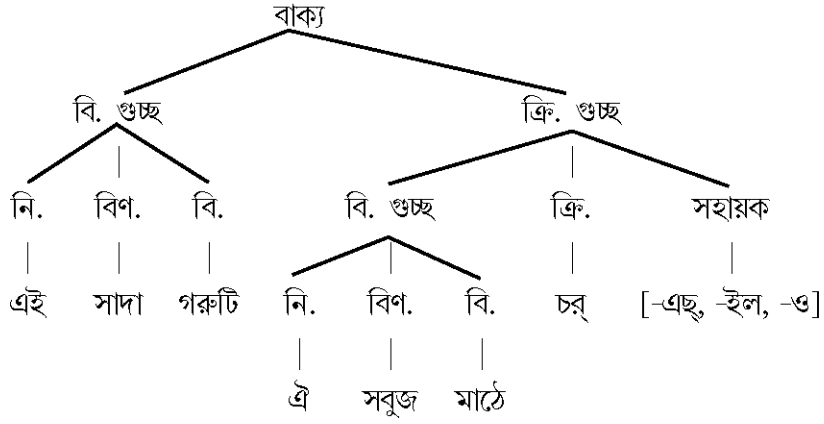 বাক্য
বি. গুচ্ছ ক্রি. গুচ্ছ
নি. বিণ. বি. বি. গুচ্ছ ক্রি. সহায়ক
এই সাদা গরুটি নি. বিণ. বি. চর্ [-এছ্, -ইল, -ও]
ঐ সবুজ মাঠে